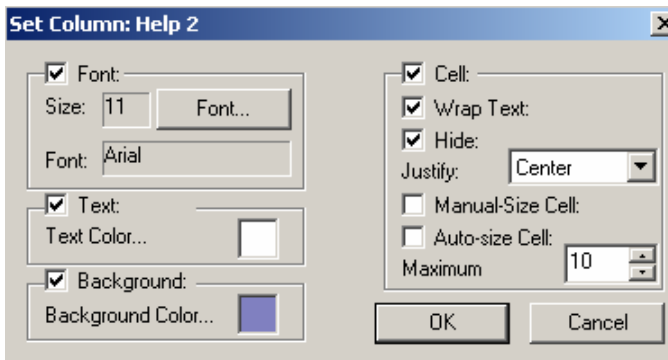 Set Column: Help 2
Font:
Size: 11 Font...
Font: Arial
Text:
Text Color...
Background:
Background Color...
Cell:
Wrap Text:
Hide:
Justify: Center
Manual-Size Cell:
Auto-size Cell:
Maximum 10
OK Cancel